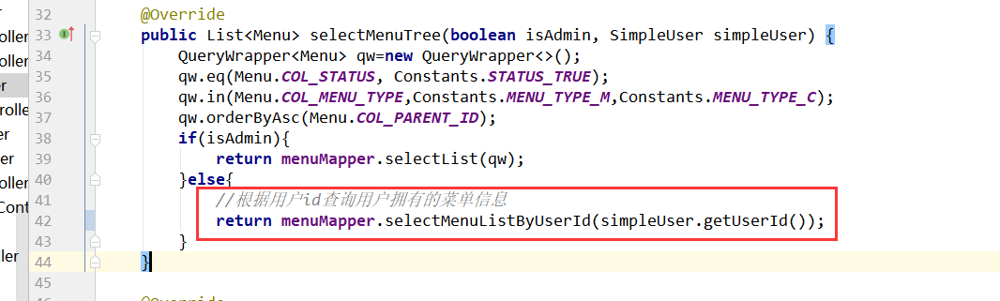 r
oller
oller
er
roller
er
er
oller
Cont
ller
32 @Override
33 public List<Menu> selectMenuTree(boolean isAdmin, SimpleUser simpleUser) {
34 QueryWrapper<Menu> qw=new QueryWrapper<>();
35 qw.eq(Menu.COL_STATUS, Constants.STATUS_TRUE);
36 qw.in(Menu.COL_MENU_TYPE,Constants.MENU_TYPE_M,Constants.MENU_TYPE_C);
37 qw.orderByAsc(Menu.COL_PARENT_ID);
38 if(isAdmin){
39 return menuMapper.selectList(qw);
40 }else{
41 //根据用户id查询用户拥有的菜单信息
42 return menuMapper.selectMenuListByUserId(simpleUser.getUserId());
43 }
44 }
45